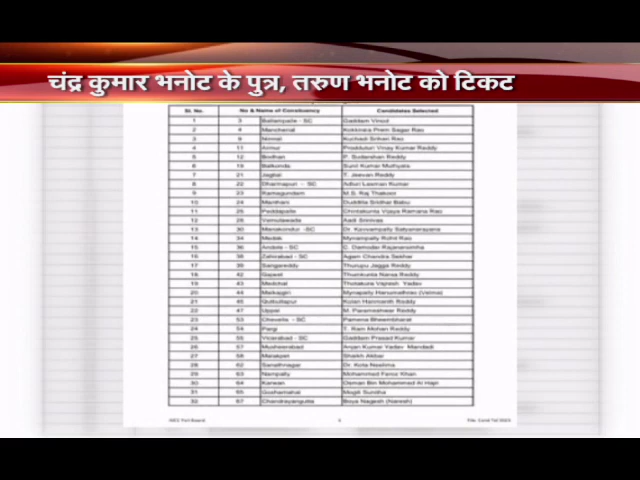 चंद्र कुमार भनोट के पुत्र, तरुण भनोट को टिकट
Sl. No. No & Name of Constituency Candidates Selected
1 3 Bellampalle - SC Gaddam Vinod
2 4 Mancherial Kokkirala Prem Sagar Rao
3 8 Nirmal Kuchadi Srihari Rao
4 11 Armur Prodduturi Vinay Kumar Reddy
5 12 Bodhan P. Sudarshan Reddy
6 19 Balkonda Sunil Kumar Muthyala
7 21 Jagtial T. Jeevan Reddy
8 22 Dharmapuri - SC Adluri Laxman Kumar
9 23 Ramagundam M.S. Raj Thakoor
10 24 Manthani Duddilla Sridhar Babu
11 25 Peddapalle Chintakunta Vijaya Ramana Rao
12 28 Vemulawada Aadi Srinivas
13 30 Manakondur -SC Dr. Kavvampally Satyanarayana
14 34 Medak Mynampally Rohit Rao
15 36 Andole - SC C. Damodar Rajanarsimha
16 38 Zahirabad - SC Agam Chandra Sekhar
17 39 Sangareddy Thurupu Jagga Reddy
18 42 Gajwel Thumkunta Narsa Reddy
19 43 Medchal Thotakura Vajresh Yadav
20 44 Malkajgiri Mynapally Hanumathrao (Velma)
21 45 Qutbullapur Kolan Hanmanth Reddy
22 47 Uppal M. Parameshwar Reddy
23 53 Chevella - SC Pamena Bheembharat
24 54 Pargi T. Ram Mohan Reddy
25 55 Vicarabad - SC Gaddam Prasad Kumar
26 57 Musheerabad Anjan Kumar Yadav Mandadi
27 58 Malakpet Shaikh Akbar
28 62 Sanathnagar Dr. Kota Neelima
29 63 Nampally Mohammed Feroz Khan
30 64 Karwan Osman Bin Mohammed Al Hajri
31 65 Goshamahal Mogili Sunitha
32 67 Chandrayangutta Boya Nagesh (Naresh)